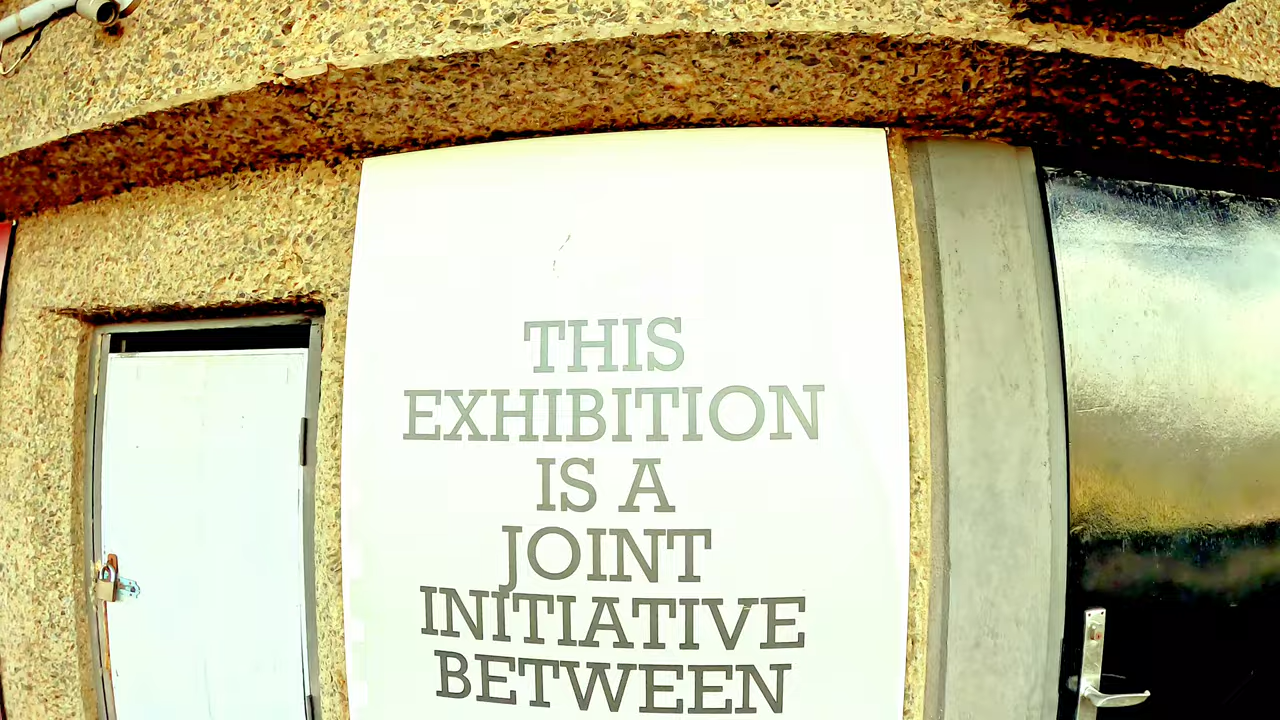 THIS
EXHIBITION
IS A
JOINT
INITIATIVE
BETWEEN